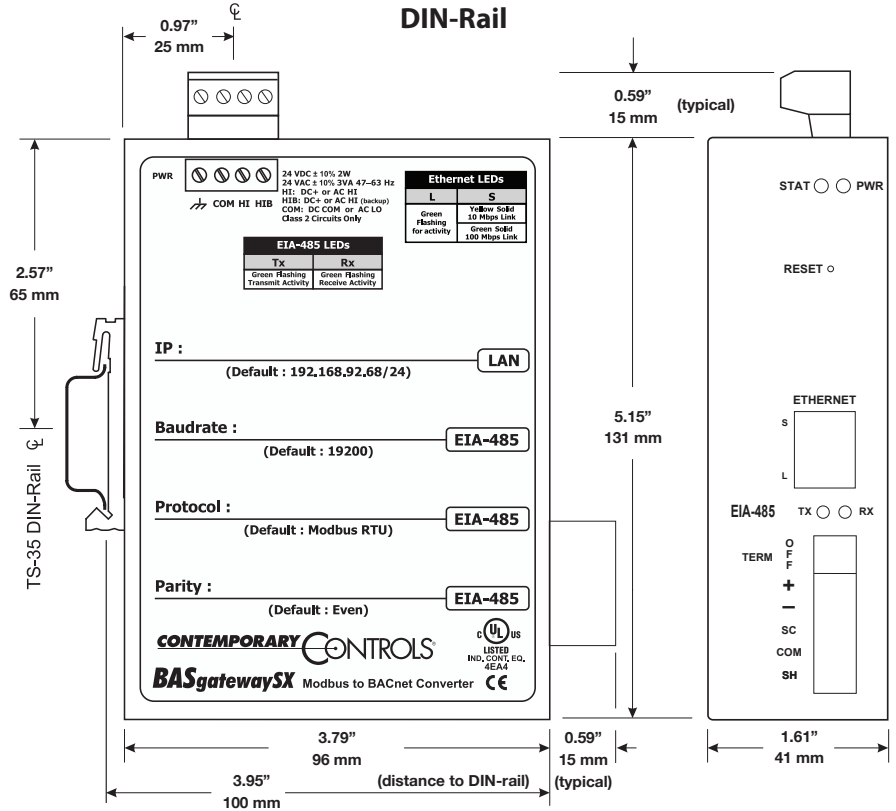 DIN-Rail
℄
0.97”
25 mm
0.59”
15 mm
(typical)
PWR
COM HI HIB
24 VDC ± 10% 2W
24 VAC ± 10% 3VA 47–63 Hz
HI: DC+ or AC HI
HIB: DC+ or AC HI (backup)
COM: DC COM or AC LO
Class 2 Circuits Only
Ethernet LEDs
L S
Green Flashing for activity
Yellow Solid
10 Mbps Link
Green Solid
100 Mbps Link
EIA-485 LEDs
Tx Rx
Green Flashing Green Flashing
Transmit Activity Receive Activity
2.57”
65 mm
TS-35 DIN-Rail ℄
IP :
LAN
(Default : 192.168.92.68/24)
Baudrate :
EIA-485
(Default : 19200)
Protocol :
EIA-485
(Default : Modbus RTU)
Parity :
EIA-485
(Default : Even)
CONTEMPORARY CONTROLS®
C UL US
LISTED
IND. CONT. EQ.
4EA4
BASgatewaySX Modbus to BACnet Converter CE
5.15”
131 mm
STAT PWR
RESET
ETHERNET
S
L
EIA-485 TX RX
TERM OFF
+
–
SC
COM
SH
3.79”
96 mm
0.59”
15 mm
(typical)
1.61”
41 mm
3.95”
100 mm
(distance to DIN-rail)